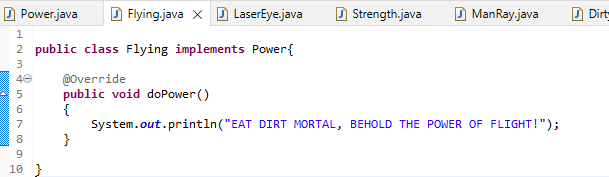 Power.java Flying.java LaserEye.java Strength.java ManRay.java Dirt
1
2 public class Flying implements Power{
3
4 @Override
5 public void doPower()
6 {
7 System.out.println("EAT DIRT MORTAL, BEHOLD THE POWER OF FLIGHT!");
8 }
9
10 }